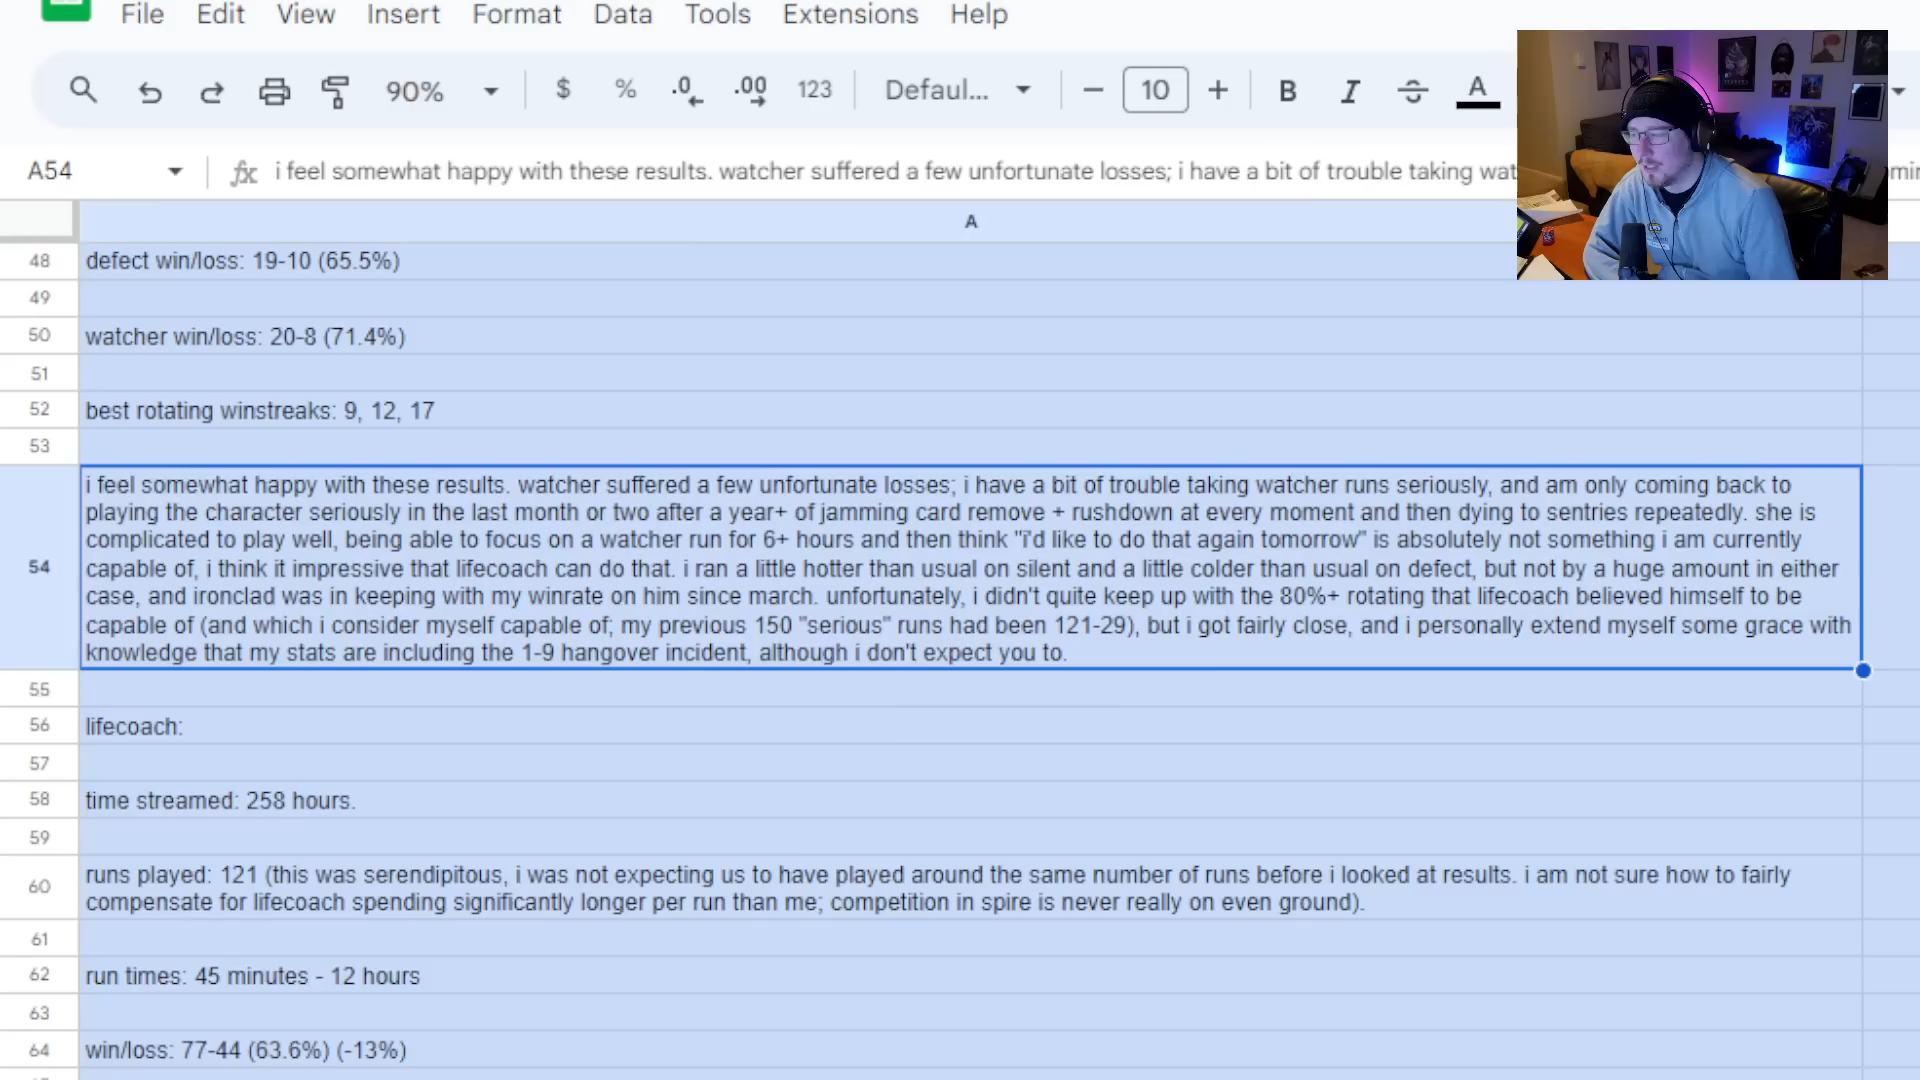 File Edit View Insert Format Data Tools Extensions Help
90% $ % .0 .00 123 Defaul... 10 B I A
A54 fx i feel somewhat happy with these results. watcher suffered a few unfortunate losses; i have a bit of trouble taking
A
48 defect win/loss: 19-10 (65.5%)
49
50 watcher win/loss: 20-8 (71.4%)
51
52 best rotating winstreaks: 9, 12, 17
53
i feel somewhat happy with these results. watcher suffered a few unfortunate losses; i have a bit of trouble taking watcher runs seriously, and am only coming back to
playing the character seriously in the last month or two after a year+ of jamming card remove + rushdown at every moment and then dying to sentries repeatedly. she is
complicated to play well, being able to focus on a watcher run for 6+ hours and then think "i'd like to do that again tomorrow" is absolutely not something i am currently
54 capable of, i think it impressive that lifecoach can do that. i ran a little hotter than usual on silent and a little colder than usual on defect, but not by a huge amount in either
case, and ironclad was in keeping with my winrate on him since march. unfortunately, i didn't quite keep up with the 80%+ rotating that lifecoach believed himself to be
capable of (and which i consider myself capable of; my previous 150 "serious" runs had been 121-29), but i got fairly close, and i personally extend myself some grace with
knowledge that my stats are including the 1-9 hangover incident, although i don't expect you to.
55
56 lifecoach:
57
58 time streamed: 258 hours.
59
60 runs played: 121 (this was serendipitous, i was not expecting us to have played around the same number of runs before i looked at results. i am not sure how to fairly
compensate for lifecoach spending significantly longer per run than me; competition in spire is never really on even ground).
61
62 run times: 45 minutes - 12 hours
63
64 win/loss: 77-44 (63.6%) (-13%)